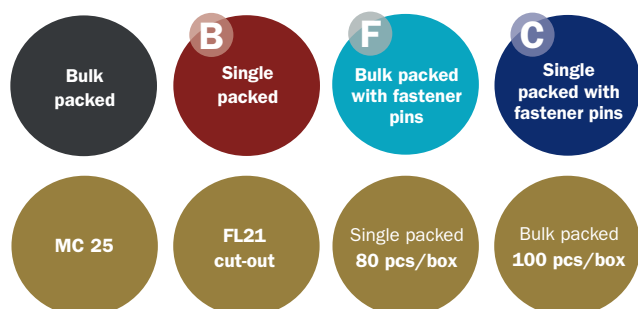 Bulk
packed
B
Single
packed
F
Bulk packed
with fastener
pins
C
Single
packed with
fastener pins
MC 25
FL21
cut-out
Single packed
80 pcs/box
Bulk packed
100 pcs/box